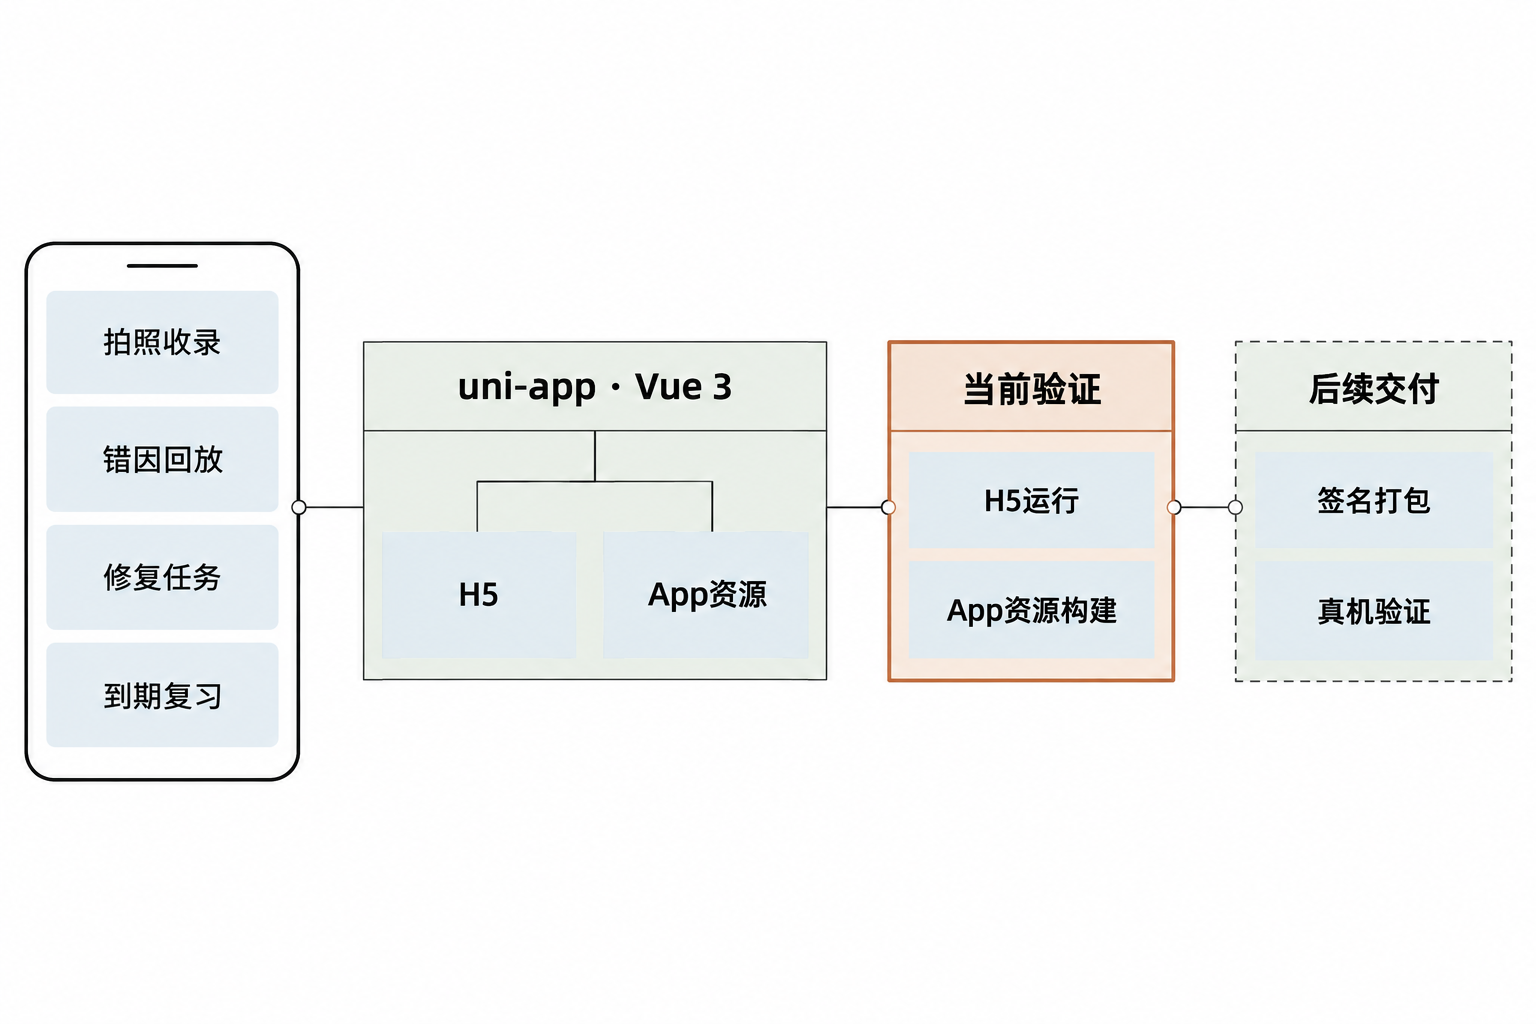 拍照收录
错因回放
修复任务
到期复习
uni-app · Vue 3
H5
App资源
当前验证
H5运行
App资源构建
后续交付
签名打包
真机验证